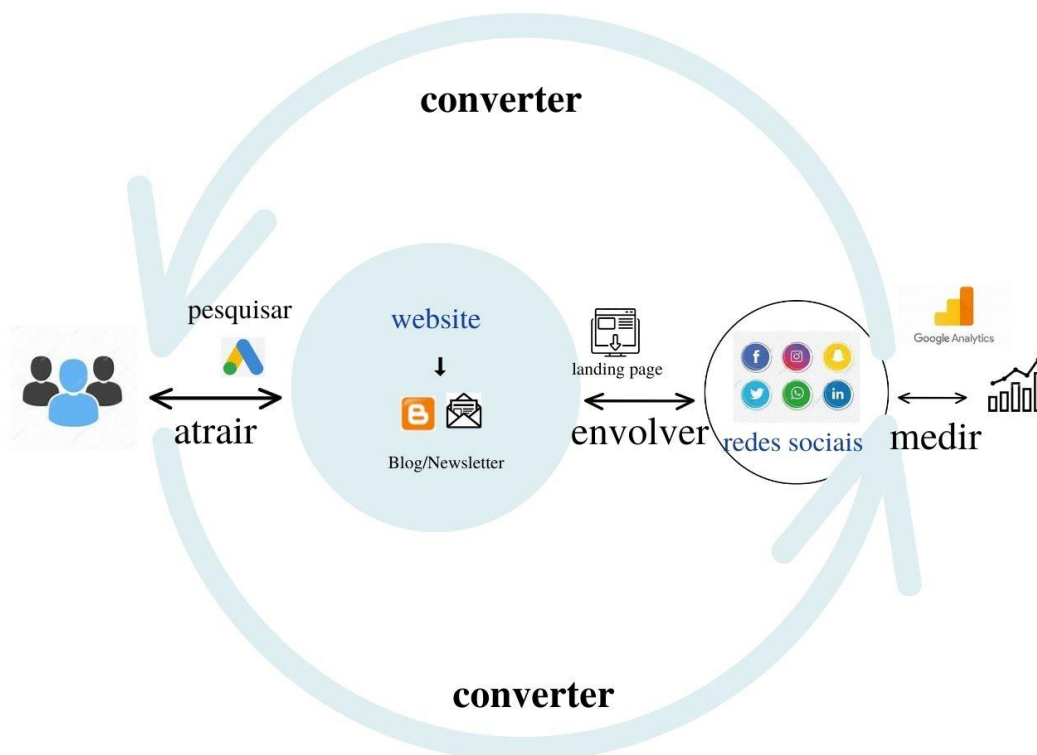 converter
pesquisar
atrair
website
Blog/Newsletter
landing page
envolver
redes sociais
Google Analytics
medir
converter